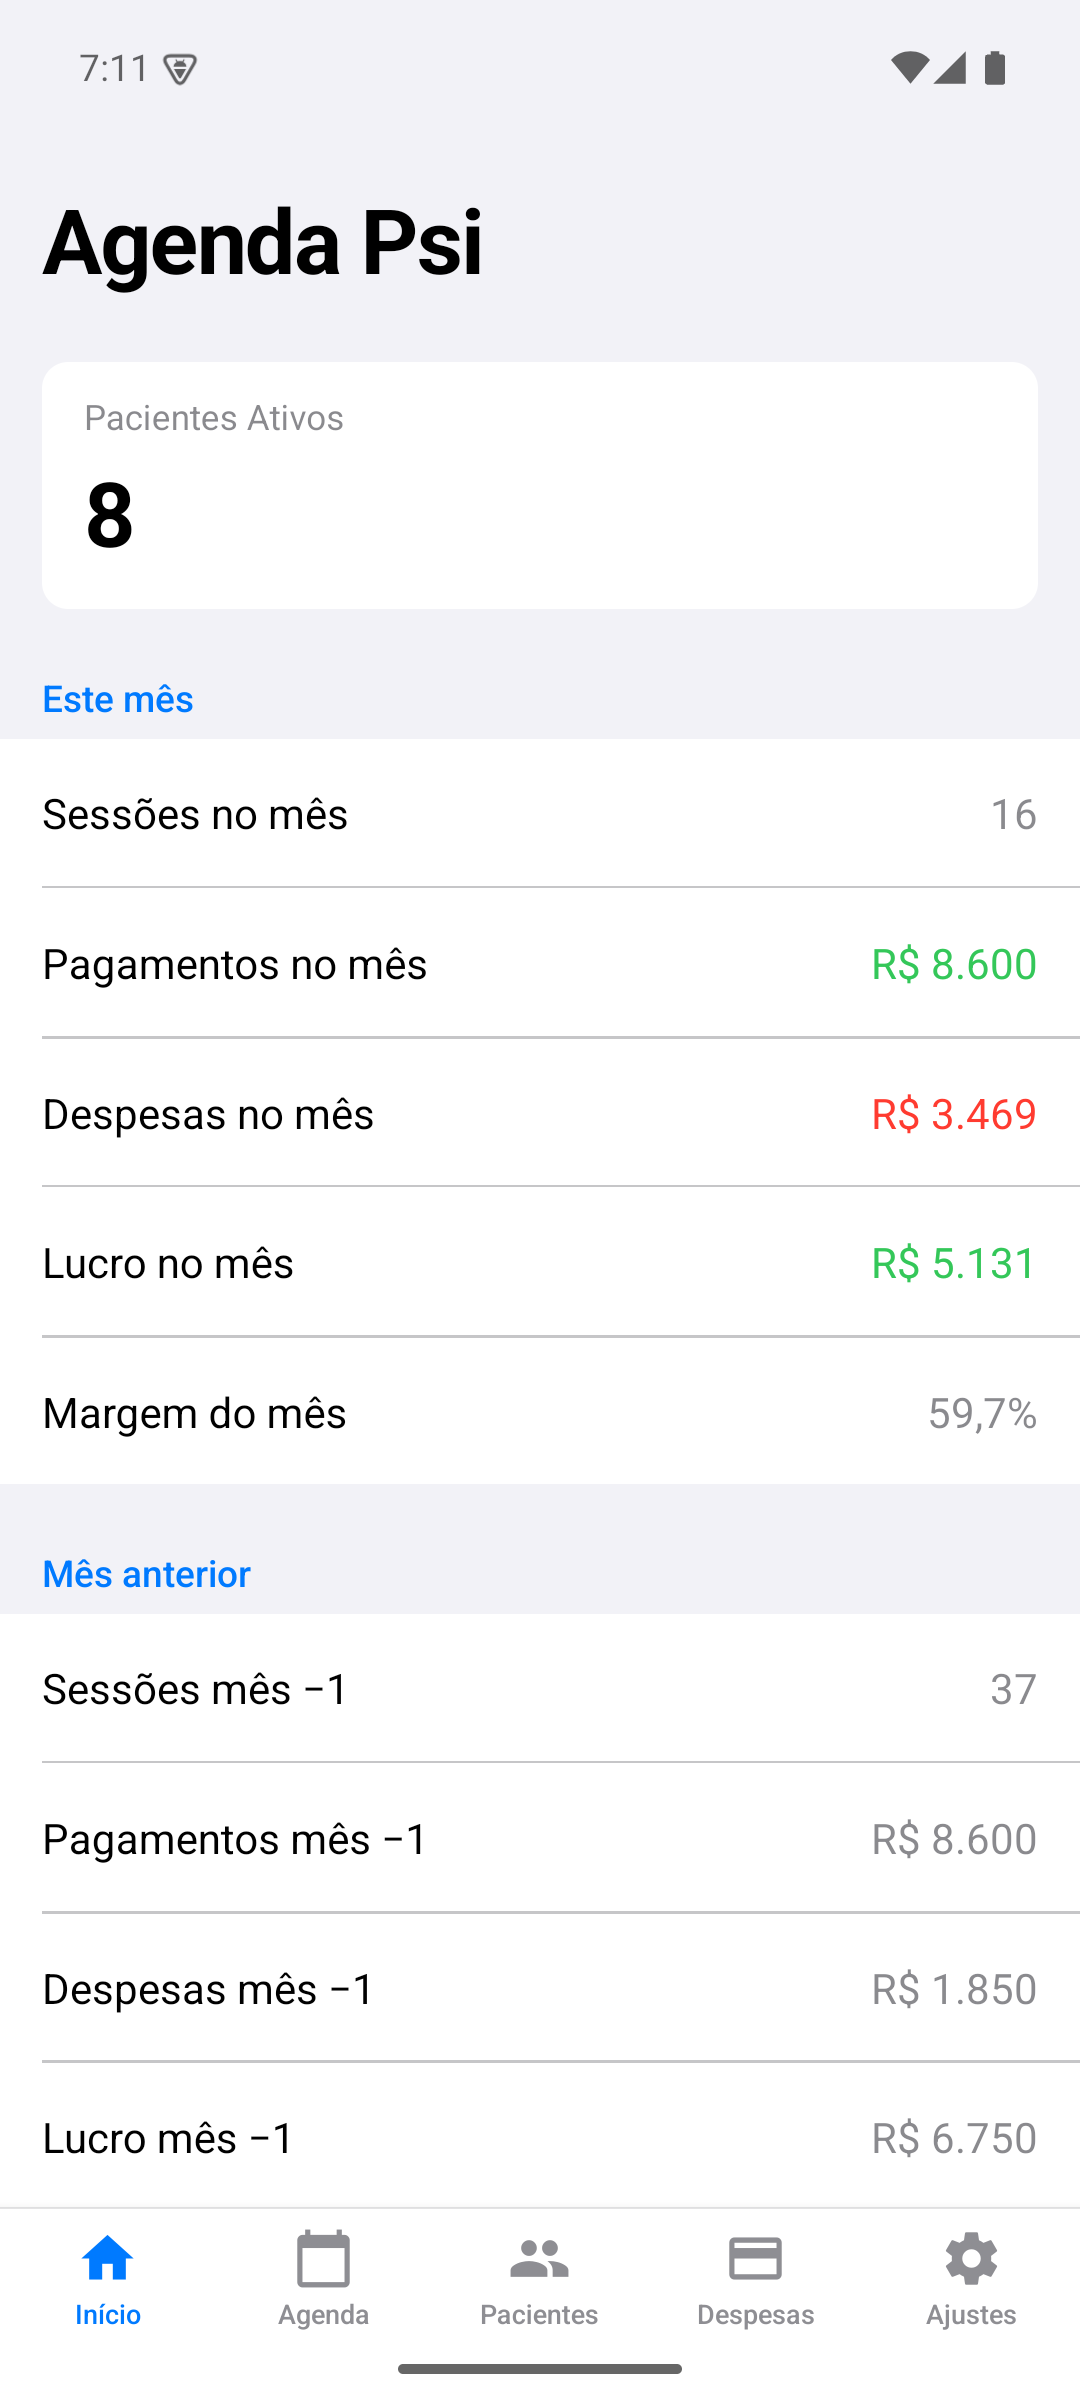 7:11
Agenda Psi
Pacientes Ativos
8
Este mês
Sessões no mês 16
Pagamentos no mês R$ 8.600
Despesas no mês R$ 3.469
Lucro no mês R$ 5.131
Margem do mês 59,7%
Mês anterior
Sessões mês −1 37
Pagamentos mês −1 R$ 8.600
Despesas mês −1 R$ 1.850
Lucro mês −1 R$ 6.750
Início Agenda Pacientes Despesas Ajustes